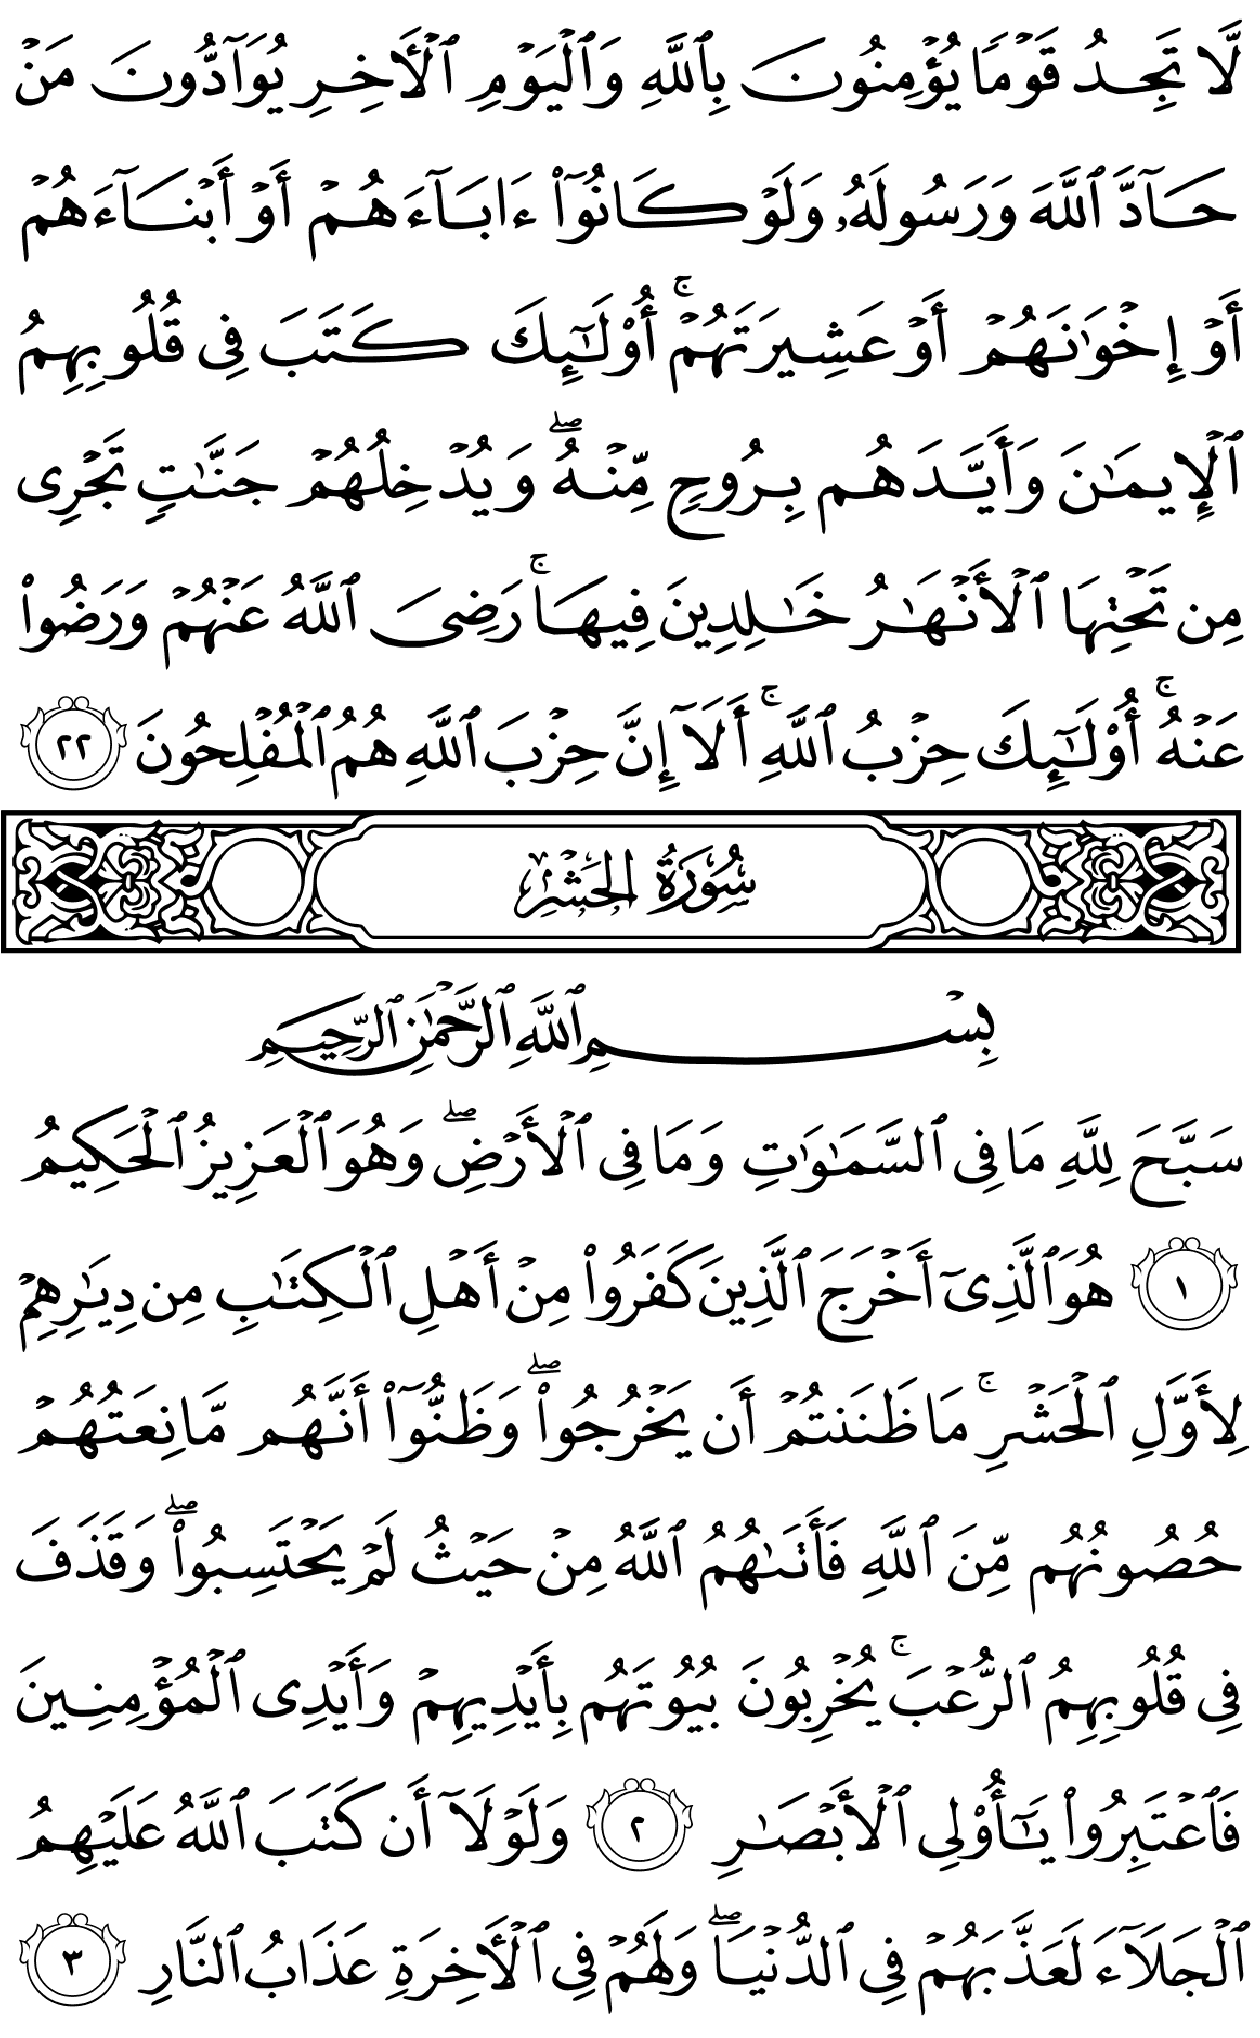 لَّا تَجِدُ قَوْمًا يُؤْمِنُونَ بِٱللَّهِ وَٱلْيَوْمِ ٱلْأَخِرِ يُوَآدُّونَ مَنْ
حَآدَّ ٱللَّهَ وَرَسُولَهُۥ وَلَوْ كَانُوٓا۟ ءَابَآءَهُمْ أَوْ أَبْنَآءَهُمْ
أَوْ إِخْوَٰنَهُمْ أَوْ عَشِيرَتَهُمْ ۚ أُو۟لَٰٓئِكَ كَتَبَ فِى قُلُوبِهِمُ
ٱلْإِيمَٰنَ وَأَيَّدَهُم بِرُوحٍ مِّنْهُ ۖ وَيُدْخِلُهُمْ جَنَّٰتٍ تَجْرِى
مِن تَحْتِهَا ٱلْأَنْهَٰرُ خَٰلِدِينَ فِيهَا ۚ رَضِىَ ٱللَّهُ عَنْهُمْ وَرَضُوا۟
عَنْهُ ۚ أُو۟لَٰٓئِكَ حِزْبُ ٱللَّهِ ۚ أَلَآ إِنَّ حِزْبَ ٱللَّهِ هُمُ ٱلْمُفْلِحُونَ ٢٢
سُورَةُ الحَشْرِ
بِسْمِ ٱللَّهِ ٱلرَّحْمَٰنِ ٱلرَّحِيمِ
سَبَّحَ لِلَّهِ مَا فِى ٱلسَّمَٰوَٰتِ وَمَا فِى ٱلْأَرْضِ ۖ وَهُوَ ٱلْعَزِيزُ ٱلْحَكِيمُ
١ هُوَ ٱلَّذِىٓ أَخْرَجَ ٱلَّذِينَ كَفَرُوا۟ مِنْ أَهْلِ ٱلْكِتَٰبِ مِن دِيَٰرِهِمْ
لِأَوَّلِ ٱلْحَشْرِ ۚ مَا ظَنَنتُمْ أَن يَخْرُجُوا۟ ۖ وَظَنُّوٓا۟ أَنَّهُم مَّانِعَتُهُمْ
حُصُونُهُم مِّنَ ٱللَّهِ فَأَتَىٰهُمُ ٱللَّهُ مِنْ حَيْثُ لَمْ يَحْتَسِبُوا۟ ۖ وَقَذَفَ
فِى قُلُوبِهِمُ ٱلرُّعْبَ ۚ يُخْرِبُونَ بُيُوتَهُم بِأَيْدِيهِمْ وَأَيْدِى ٱلْمُؤْمِنِينَ
فَٱعْتَبِرُوا۟ يَٰٓأُو۟لِى ٱلْأَبْصَٰرِ ٢ وَلَوْلَآ أَن كَتَبَ ٱللَّهُ عَلَيْهِمُ
ٱلْجَلَآءَ لَعَذَّبَهُمْ فِى ٱلدُّنْيَا ۖ وَلَهُمْ فِى ٱلْأَخِرَةِ عَذَابُ ٱلنَّارِ ٣